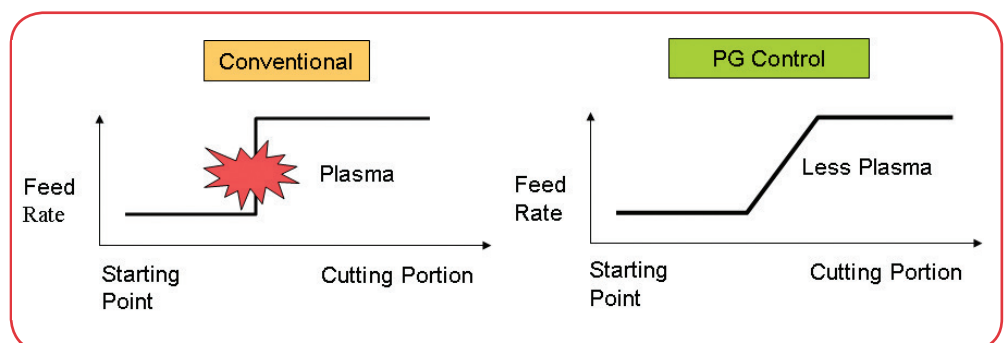 Conventional
Feed
Rate
Plasma
Starting
Point
Cutting Portion
PG Control
Feed
Rate
Less Plasma
Starting
Point
Cutting Portion